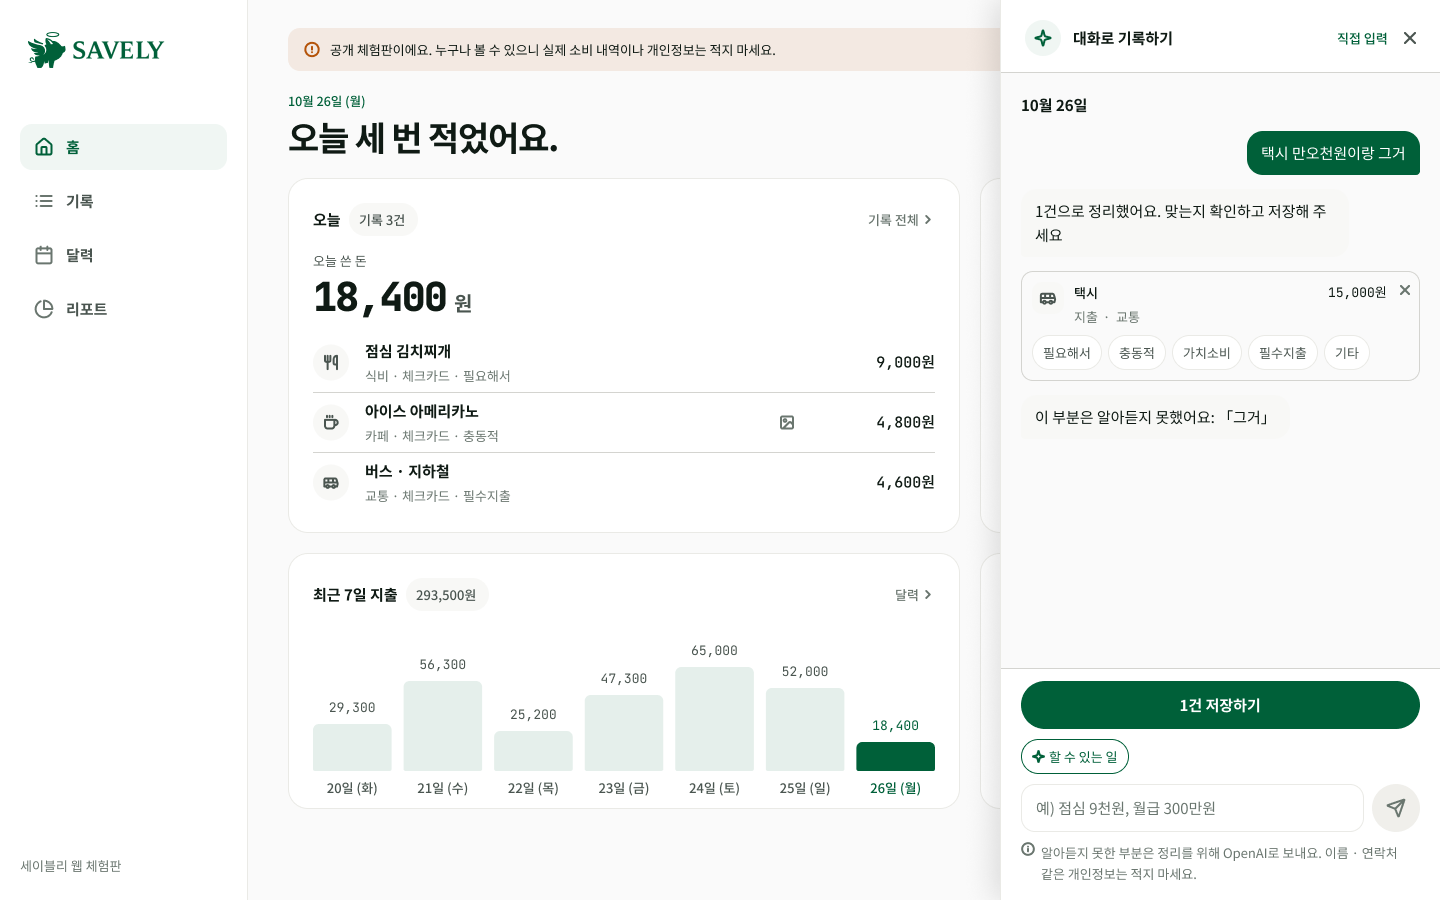 SAVELY
홈
기록
달력
리포트
세이블리 웹 체험판
공개 체험판이에요. 누구나 볼 수 있으니 실제 소비 내역이나 개인정보는 적지 마세요.
10월 26일 (월)
오늘 세 번 적었어요.
오늘 기록 3건 기록 전체
오늘 쓴 돈
18,400 원
점심 김치찌개
식비 · 체크카드 · 필요해서
9,000원
아이스 아메리카노
카페 · 체크카드 · 충동적
4,800원
버스 · 지하철
교통 · 체크카드 · 필수지출
4,600원
최근 7일 지출 293,500원 달력
29,300 56,300 25,200 47,300 65,000 52,000 18,400
20일 (화) 21일 (수) 22일 (목) 23일 (금) 24일 (토) 25일 (일) 26일 (월)
대화로 기록하기 직접 입력
10월 26일
택시 만오천원이랑 그거
1건으로 정리했어요. 맞는지 확인하고 저장해 주
세요
택시 15,000원
지출 · 교통
필요해서 충동적 가치소비 필수지출 기타
이 부분은 알아듣지 못했어요: 「그거」
1건 저장하기
할 수 있는 일
예) 점심 9천원, 월급 300만원
알아듣지 못한 부분은 정리를 위해 OpenAI로 보내요. 이름 · 연락처
같은 개인정보는 적지 마세요.